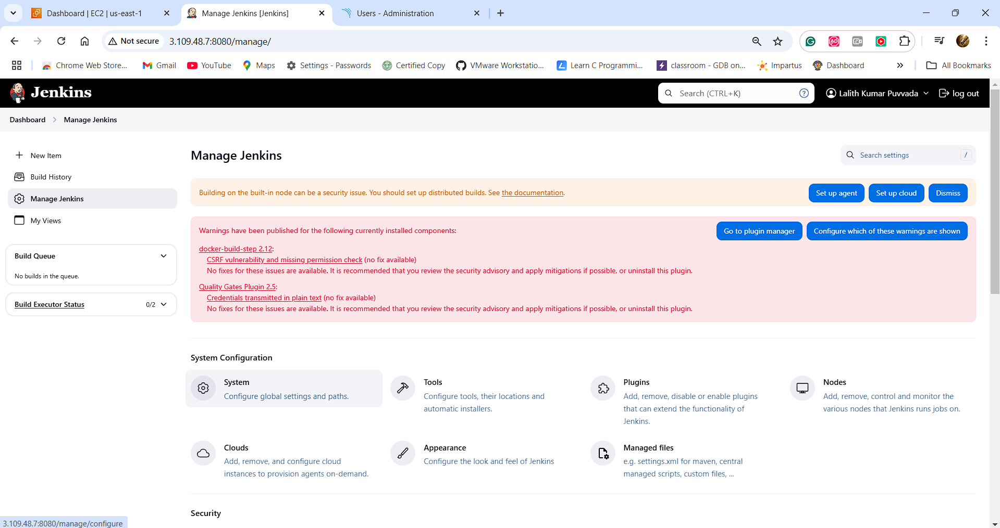 Dashboard | EC2 | us-east-1
Manage Jenkins [Jenkins]
Users - Administration
Not secure
3.109.48.7:8080/manage/
Chrome Web Store...
Gmail
YouTube
Maps
Settings - Passwords
Certified Copy
VMware Workstatio...
Learn C Programmi...
classroom - GDB on...
Impartus
Dashboard
All Bookmarks
Jenkins
Search (CTRL+K)
Lalith Kumar Puvvada
log out
Dashboard
Manage Jenkins
New Item
Build History
Manage Jenkins
My Views
Build Queue
No builds in the queue.
Build Executor Status
0/2
Manage Jenkins
Search settings
/
Building on the built-in node can be a security issue. You should set up distributed builds. See the documentation.
Set up agent
Set up cloud
Dismiss
Warnings have been published for the following currently installed components:
Go to plugin manager
Configure which of these warnings are shown
docker-build-step 2.12:
CSRF vulnerability and missing permission check (no fix available)
No fixes for these issues are available. It is recommended that you review the security advisory and apply mitigations if possible, or uninstall this plugin.
Quality Gates Plugin 2.5:
Credentials transmitted in plain text (no fix available)
No fixes for these issues are available. It is recommended that you review the security advisory and apply mitigations if possible, or uninstall this plugin.
System Configuration
System
Configure global settings and paths.
Tools
Configure tools, their locations and
automatic installers.
Plugins
Add, remove, disable or enable plugins
that can extend the functionality of
Jenkins.
Nodes
Add, remove, control and monitor the
various nodes that Jenkins runs jobs on.
Clouds
Add, remove, and configure cloud
instances to provision agents on-demand.
Appearance
Configure the look and feel of Jenkins
Managed files
e.g. settings.xml for maven, central
managed scripts, custom files, ...
Security
3.109.48.7:8080/manage/configure